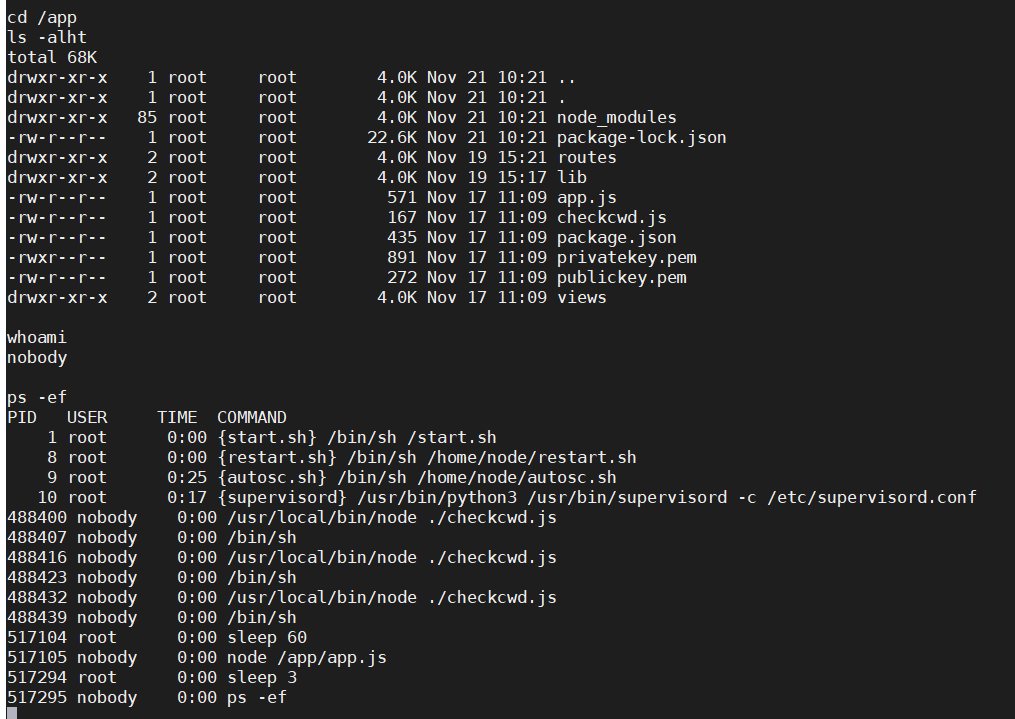 cd /app
ls -alht
total 68K
drwxr-xr-x    1 root     root        4.0K Nov 21 10:21 ..
drwxr-xr-x    1 root     root        4.0K Nov 21 10:21 .
drwxr-xr-x   85 root     root        4.0K Nov 21 10:21 node_modules
-rw-r--r--    1 root     root       22.6K Nov 21 10:21 package-lock.json
drwxr-xr-x    2 root     root        4.0K Nov 19 15:21 routes
drwxr-xr-x    2 root     root        4.0K Nov 19 15:17 lib
-rw-r--r--    1 root     root         571 Nov 17 11:09 app.js
-rw-r--r--    1 root     root         167 Nov 17 11:09 checkcwd.js
-rw-r--r--    1 root     root         435 Nov 17 11:09 package.json
-rwxr--r--    1 root     root         891 Nov 17 11:09 privatekey.pem
-rw-r--r--    1 root     root         272 Nov 17 11:09 publickey.pem
drwxr-xr-x    2 root     root        4.0K Nov 17 11:09 views
whoami
nobody
ps -ef
PID   USER     TIME  COMMAND
    1 root      0:00 {start.sh} /bin/sh /start.sh
    8 root      0:00 {restart.sh} /bin/sh /home/node/restart.sh
    9 root      0:25 {autosc.sh} /bin/sh /home/node/autosc.sh
   10 root      0:17 {supervisord} /usr/bin/python3 /usr/bin/supervisord -c /etc/supervisord.conf
488400 nobody    0:00 /usr/local/bin/node ./checkcwd.js
488407 nobody    0:00 /bin/sh
488416 nobody    0:00 /usr/local/bin/node ./checkcwd.js
488423 nobody    0:00 /bin/sh
488432 nobody    0:00 /usr/local/bin/node ./checkcwd.js
488439 nobody    0:00 /bin/sh
517104 root      0:00 sleep 60
517105 nobody    0:00 node /app/app.js
517294 root      0:00 sleep 3
517295 nobody    0:00 ps -ef